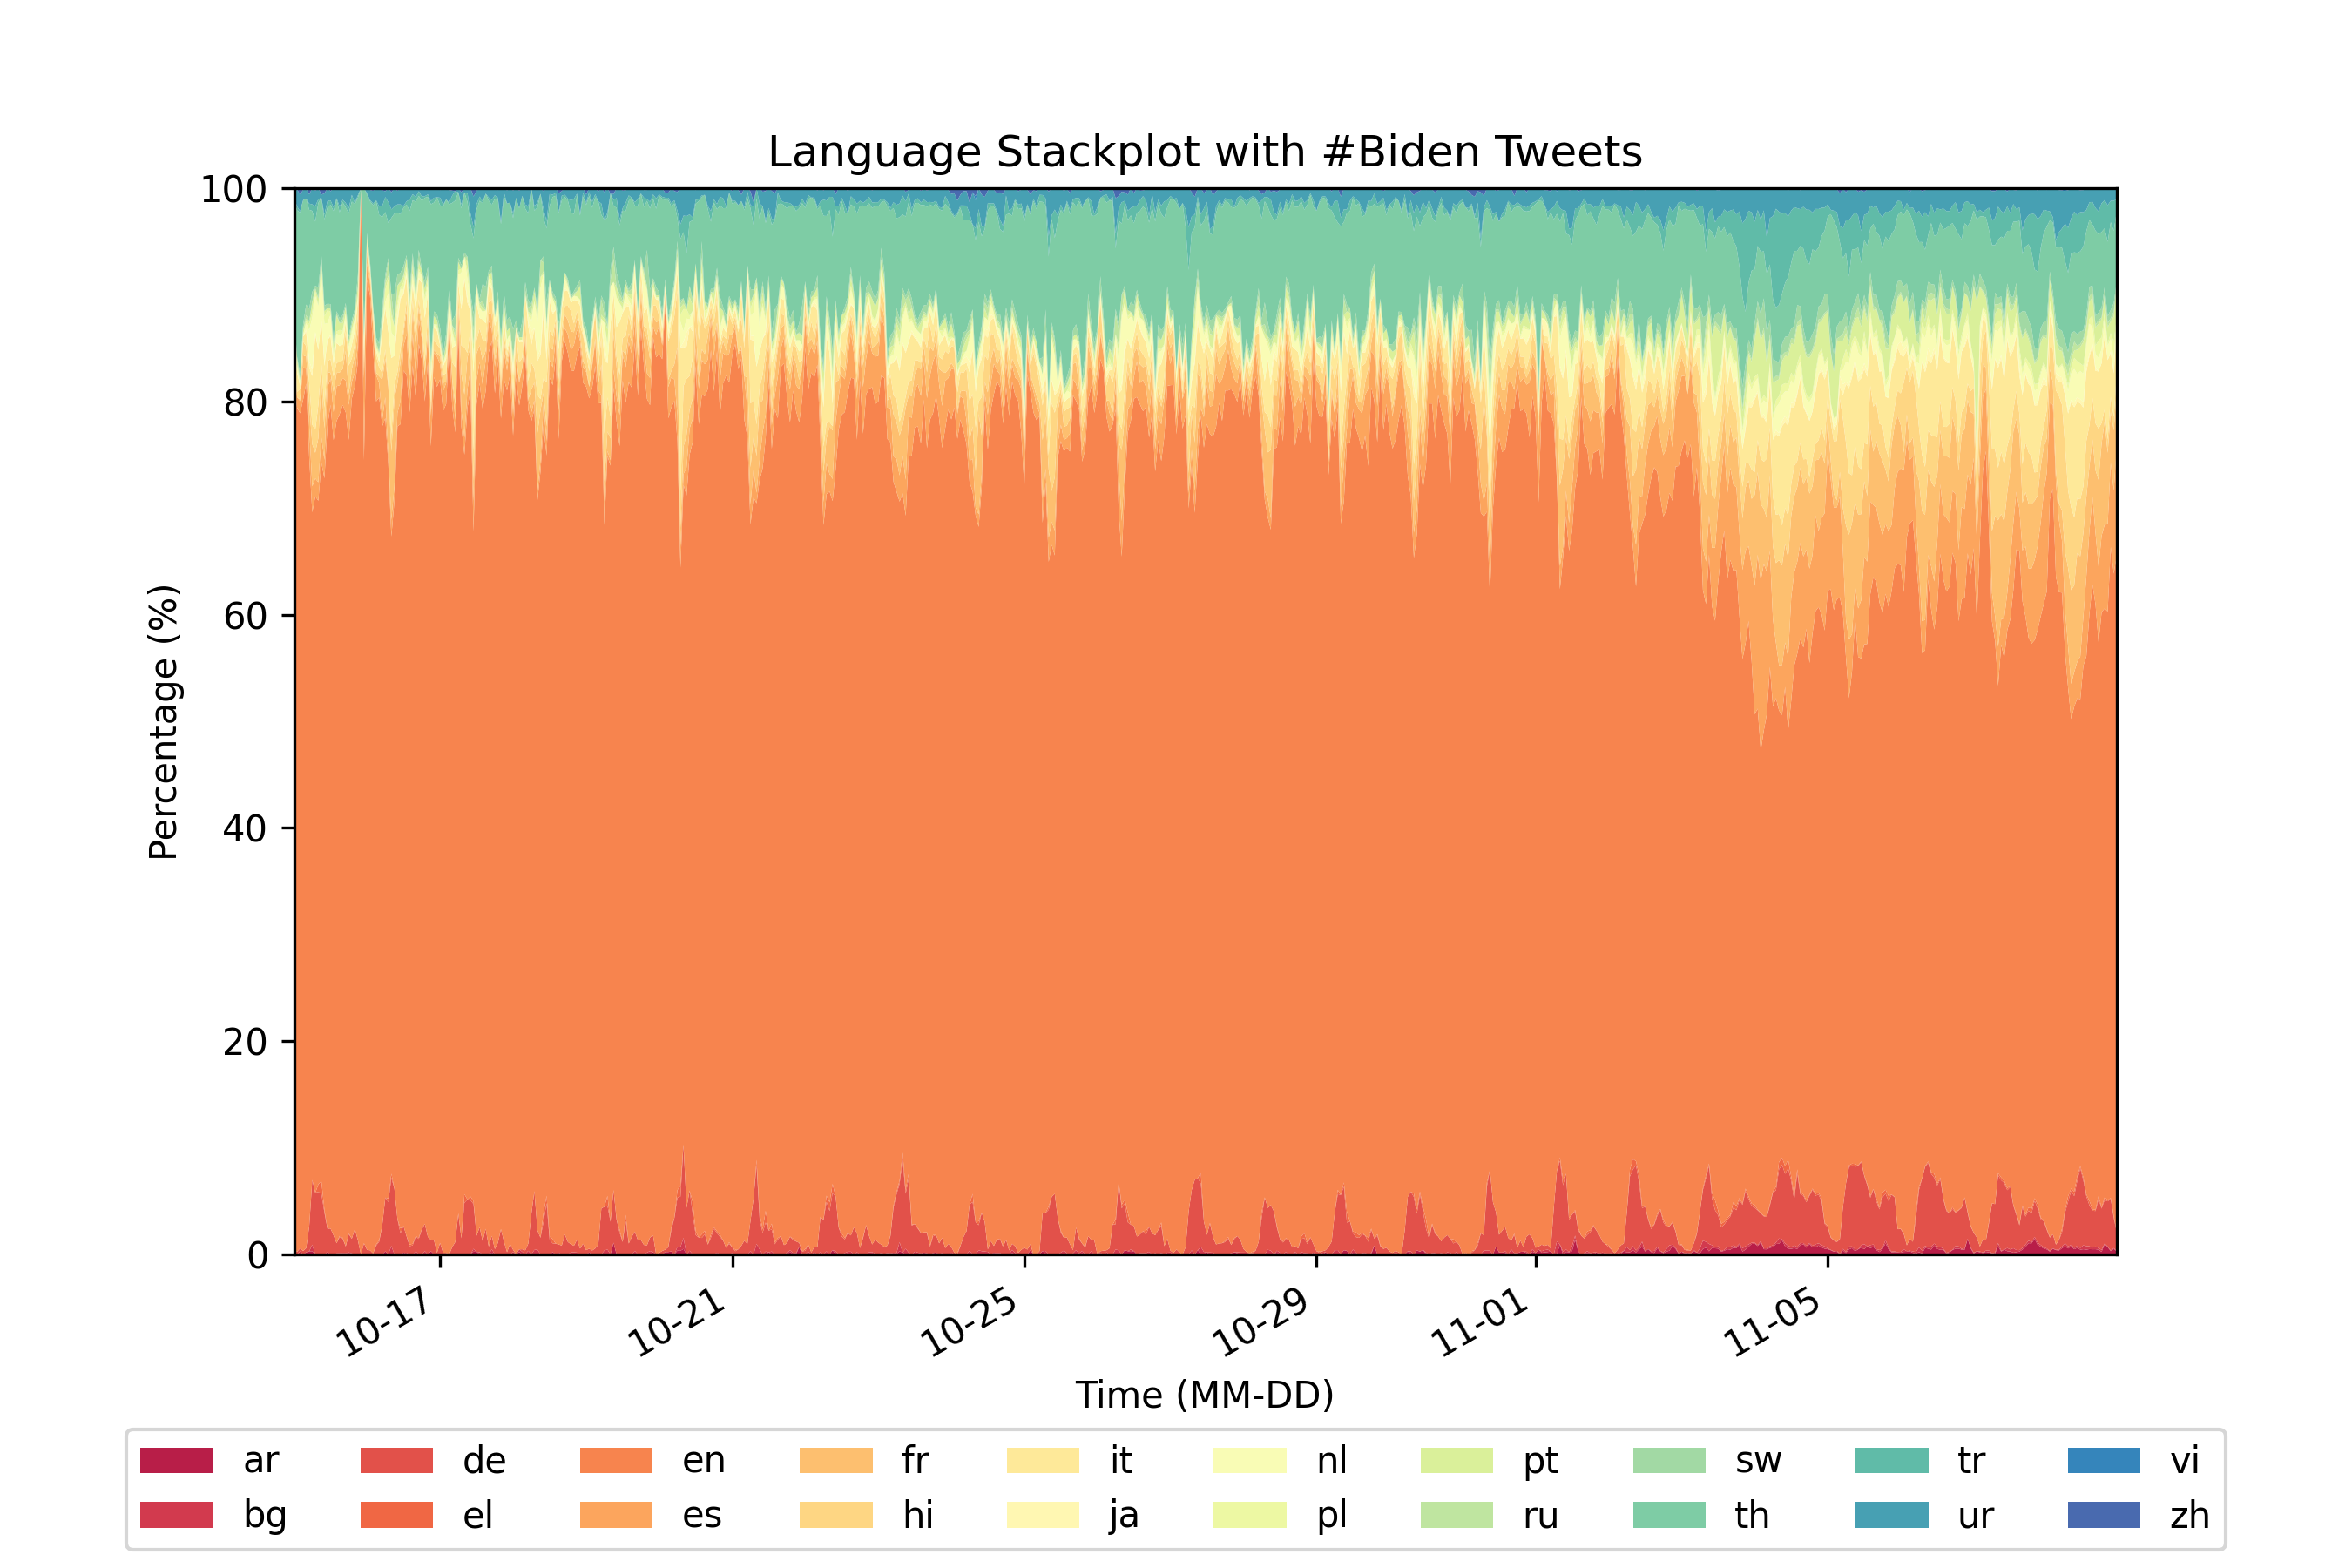 Language Stackplot with #Biden Tweets
100
80
60
40
20
0
Percentage (%)
10-17 10-21 10-25 10-29 11-01 11-05
Time (MM-DD)
ar de en fr it nl pt sw tr vi
bg el es hi ja pl ru th ur zh